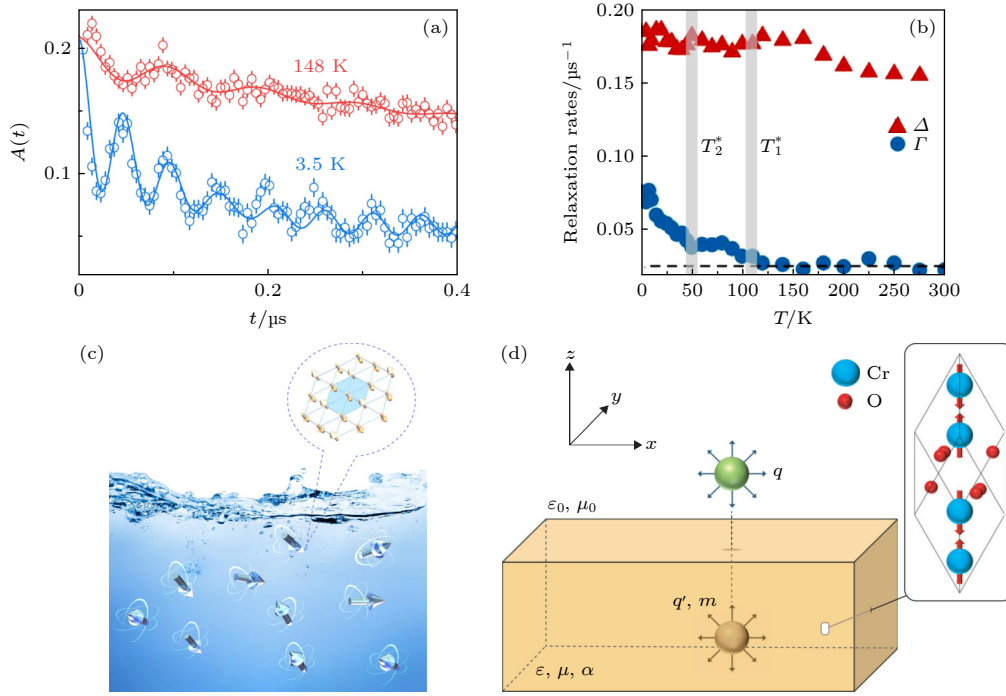 (a)
A(t)
0.2
0.1
148 K
3.5 K
0
0.2
0.4
t/µs
(b)
Relaxation rates/µs⁻¹
0.20
0.15
0.10
0.05
T₂*
T₁*
Δ
Γ
0
50
100
150
200
250
300
T/K
(c)
(d)
z
y
x
Cr
O
q
ε₀, µ₀
q′, m
ε, µ, α